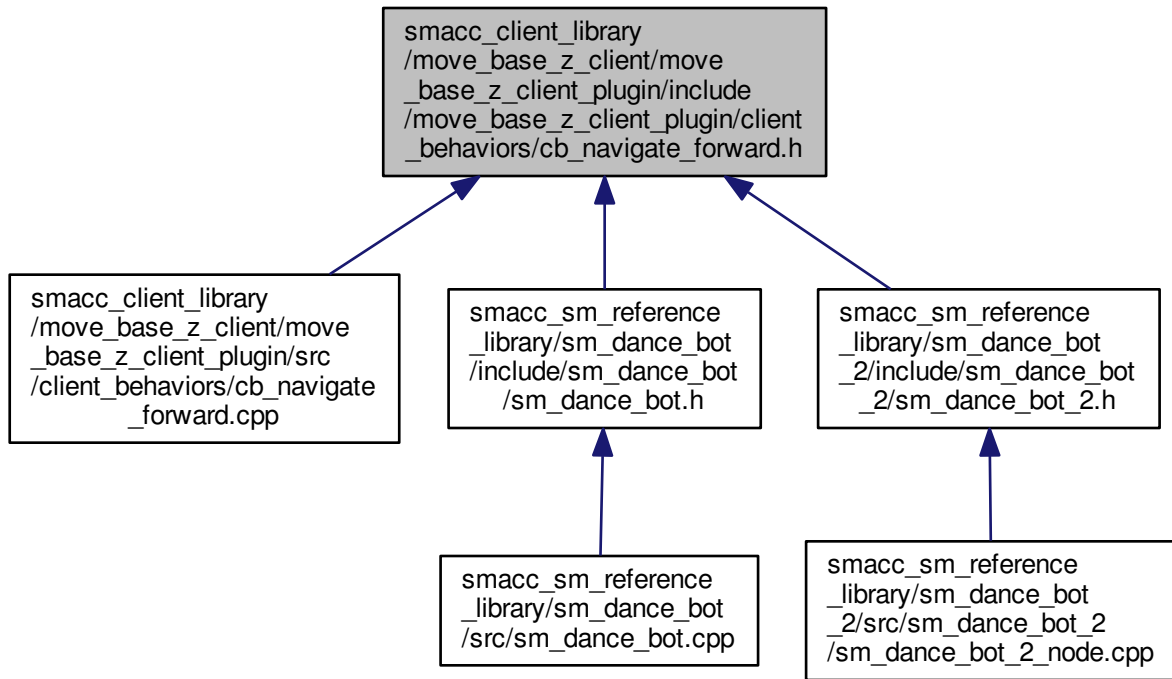 smacc_client_library
/move_base_z_client/move
_base_z_client_plugin/include
/move_base_z_client_plugin/client
_behaviors/cb_navigate_forward.h
smacc_client_library
/move_base_z_client/move
_base_z_client_plugin/src
/client_behaviors/cb_navigate
_forward.cpp
smacc_sm_reference
_library/sm_dance_bot
/include/sm_dance_bot
/sm_dance_bot.h
smacc_sm_reference
_library/sm_dance_bot
_2/include/sm_dance_bot
_2/sm_dance_bot_2.h
smacc_sm_reference
_library/sm_dance_bot
/src/sm_dance_bot.cpp
smacc_sm_reference
_library/sm_dance_bot
_2/src/sm_dance_bot_2
/sm_dance_bot_2_node.cpp